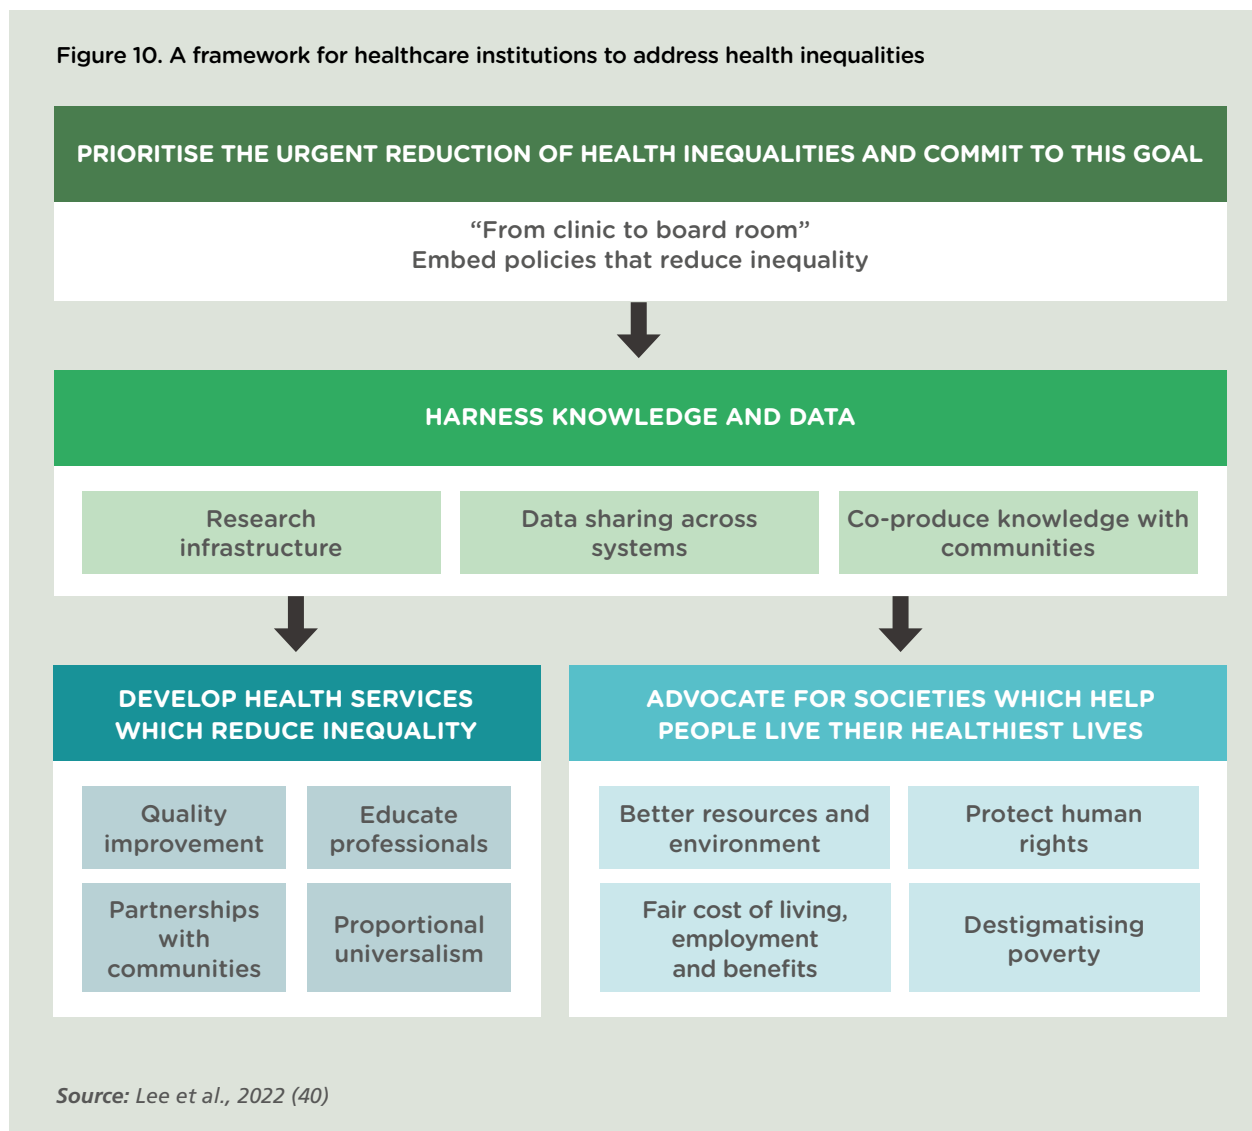 Figure 10. A framework for healthcare institutions to address health inequalities
PRIORITISE THE URGENT REDUCTION OF HEALTH INEQUALITIES AND COMMIT TO THIS GOAL
“From clinic to board room”
Embed policies that reduce inequality
HARNESS KNOWLEDGE AND DATA
Research
infrastructure
Data sharing across
systems
Co-produce knowledge with
communities
DEVELOP HEALTH SERVICES
WHICH REDUCE INEQUALITY
Quality
improvement
Educate
professionals
Partnerships
with
communities
Proportional
universalism
ADVOCATE FOR SOCIETIES WHICH HELP
PEOPLE LIVE THEIR HEALTHIEST LIVES
Better resources and
environment
Protect human
rights
Fair cost of living,
employment
and benefits
Destigmatising
poverty
Source: Lee et al., 2022 (40)